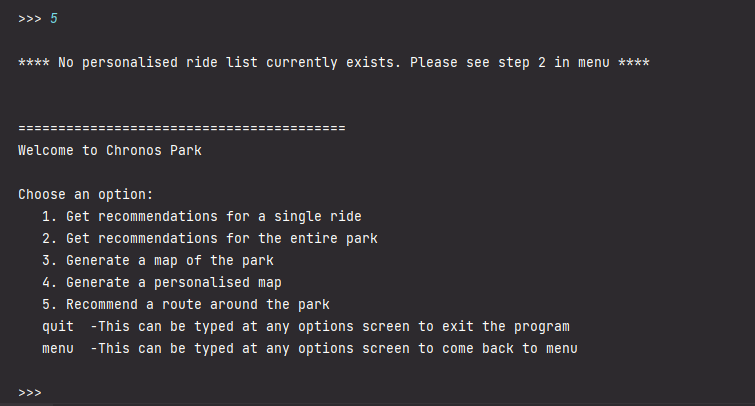 >>> 5
**** No personalised ride list currently exists. Please see step 2 in menu ****
=========================================
Welcome to Chronos Park
Choose an option:
1. Get recommendations for a single ride
2. Get recommendations for the entire park
3. Generate a map of the park
4. Generate a personalised map
5. Recommend a route around the park
quit  -This can be typed at any options screen to exit the program
menu  -This can be typed at any options screen to come back to menu
>>>